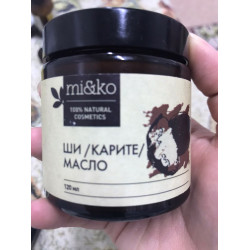 mi&ko
100% NATURAL
COSMETICS
ШИ /КАРИТЕ/
МАСЛО
120 мл